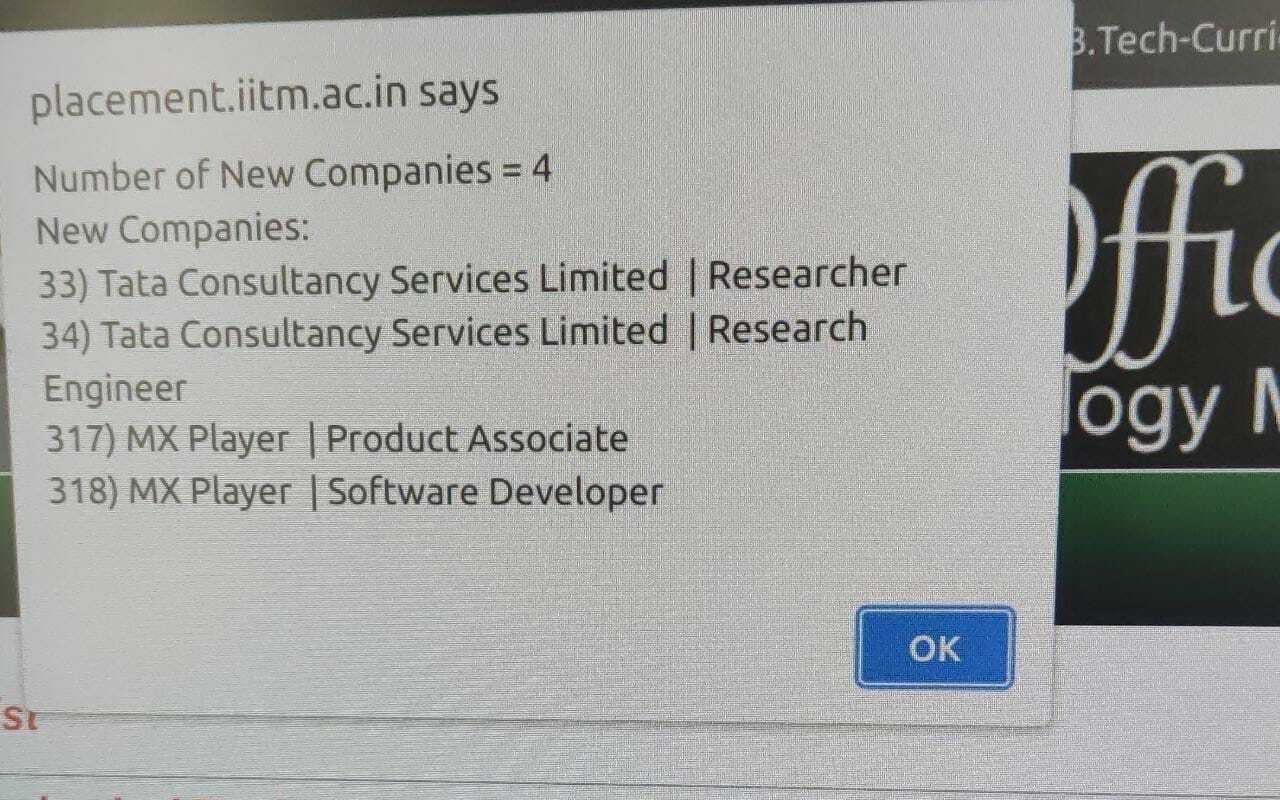 B.Tech-Curri
placement.iitm.ac.in says
Number of New Companies = 4
New Companies:
33) Tata Consultancy Services Limited | Researcher
34) Tata Consultancy Services Limited | Research
Engineer
317) MX Player | Product Associate
318) MX Player | Software Developer
OK
Offic
logy M
st